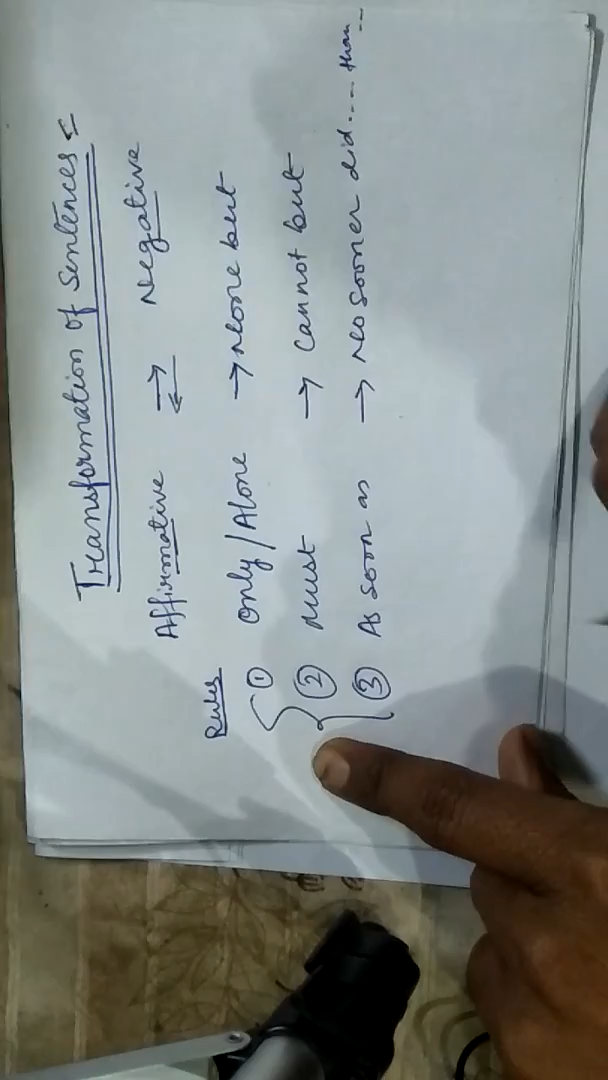 Transformation of Sentences
Affirmative ⇄ Negative
Rules
① Only/Alone → none but
② Must → cannot but
③ As soon as → no sooner did.... than...